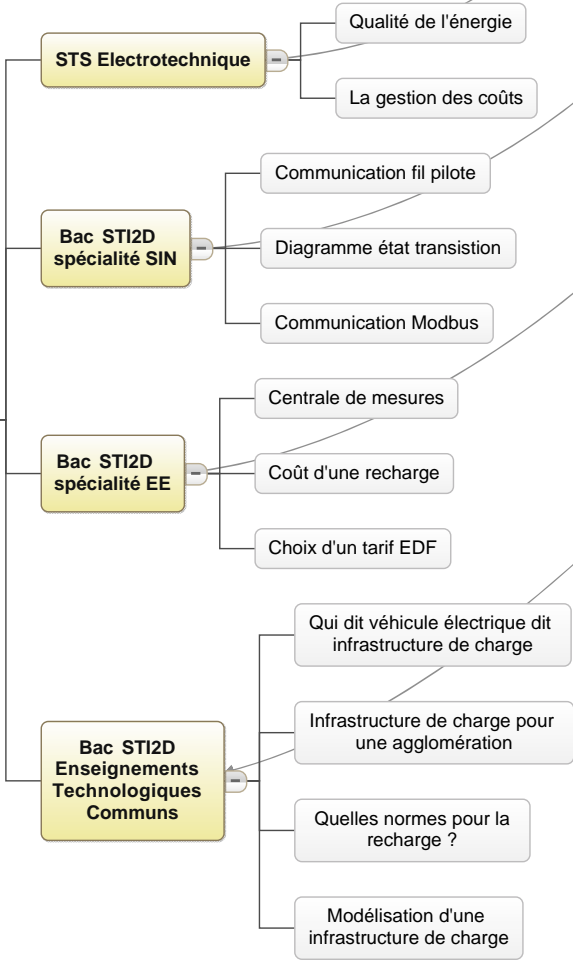 STS Electrotechnique
Qualité de l'énergie
La gestion des coûts
Bac STI2D
spécialité SIN
Communication fil pilote
Diagramme état transistion
Communication Modbus
Bac STI2D
spécialité EE
Centrale de mesures
Coût d'une recharge
Choix d'un tarif EDF
Bac STI2D
Enseignements
Technologiques
Communs
Qui dit véhicule électrique dit
infrastructure de charge
Infrastructure de charge pour
une agglomération
Quelles normes pour la
recharge ?
Modélisation d'une
infrastructure de charge